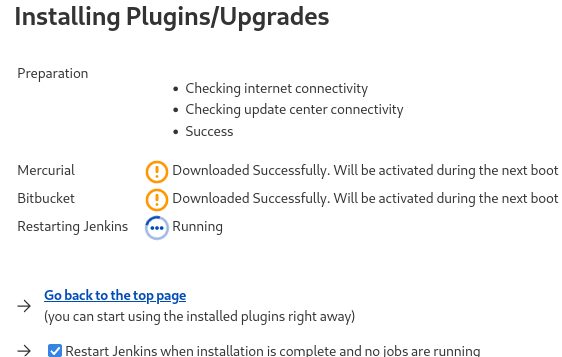 Installing Plugins/Upgrades
Preparation
Checking internet connectivity
Checking update center connectivity
Success
Mercurial Downloaded Successfully. Will be activated during the next boot
Bitbucket Downloaded Successfully. Will be activated during the next boot
Restarting Jenkins Running
Go back to the top page
(you can start using the installed plugins right away)
Restart Jenkins when installation is complete and no jobs are running